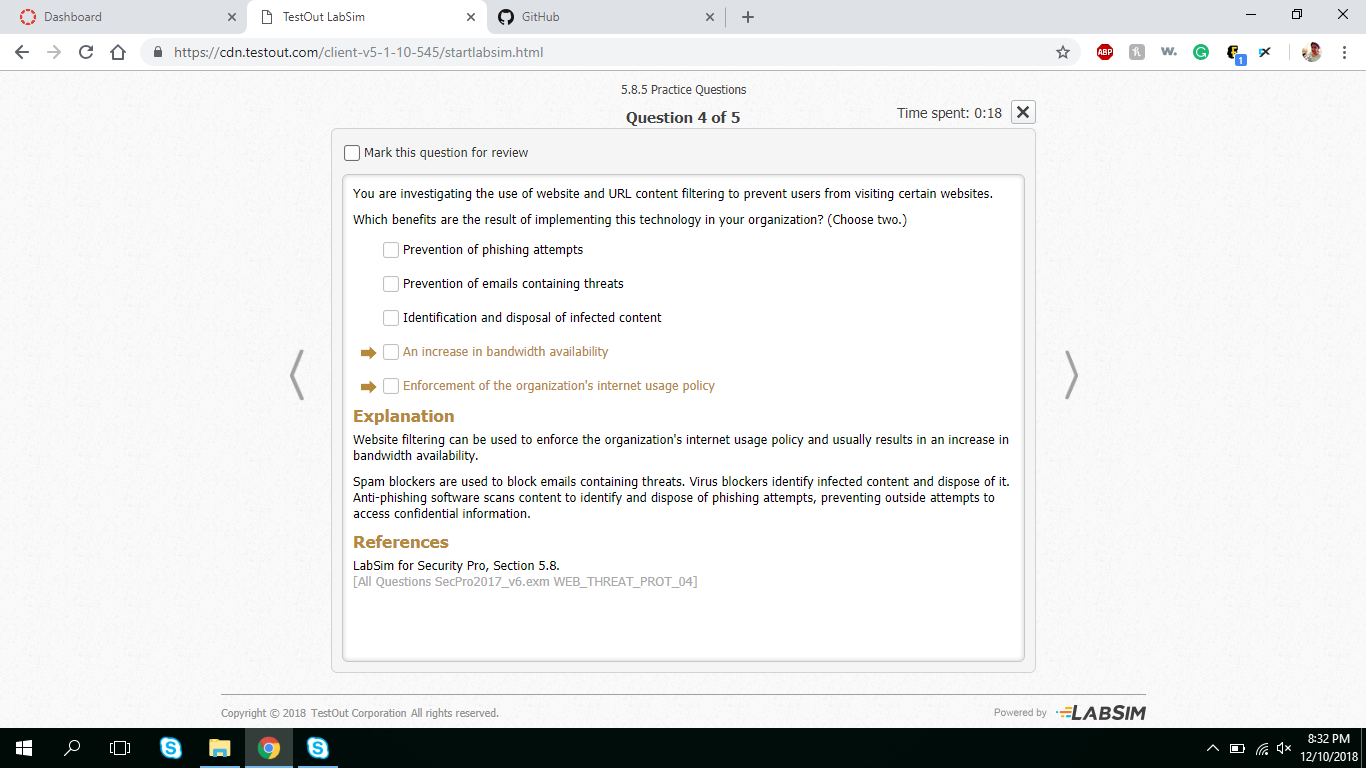 Dashboard
TestOut LabSim
GitHub
https://cdn.testout.com/client-v5-1-10-545/startlabsim.html
ABP
w.
1
5.8.5 Practice Questions
Question 4 of 5
Time spent: 0:18
Mark this question for review
You are investigating the use of website and URL content filtering to prevent users from visiting certain websites.
Which benefits are the result of implementing this technology in your organization? (Choose two.)
Prevention of phishing attempts
Prevention of emails containing threats
Identification and disposal of infected content
An increase in bandwidth availability
Enforcement of the organization's internet usage policy
Explanation
Website filtering can be used to enforce the organization's internet usage policy and usually results in an increase in
bandwidth availability.
Spam blockers are used to block emails containing threats. Virus blockers identify infected content and dispose of it.
Anti-phishing software scans content to identify and dispose of phishing attempts, preventing outside attempts to
access confidential information.
References
LabSim for Security Pro, Section 5.8.
[All Questions SecPro2017_v6.exm WEB_THREAT_PROT_04]
Copyright © 2018 TestOut Corporation All rights reserved.
Powered by LABSIM
8:32 PM
12/10/2018